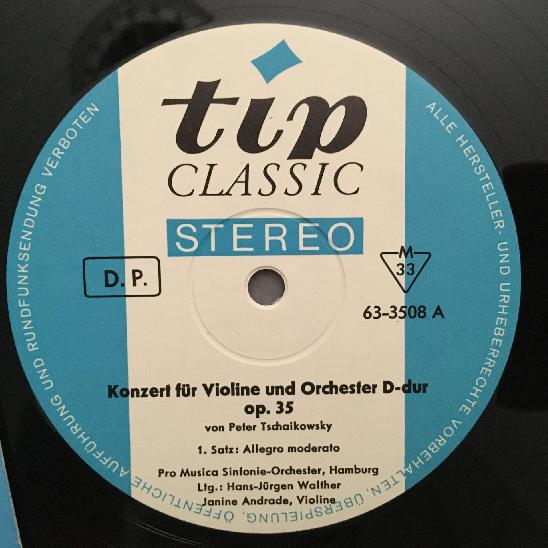 tip
CLASSIC
STEREO
D. P.
M
33
63-3508 A
Konzert für Violine und Orchester D-dur
op. 35
von Peter Tschaikowsky
1. Satz: Allegro moderato
Pro Musica Sinfonie-Orchester, Hamburg
Ltg.: Hans-Jürgen Walther
Janine Andrade, Violine
ALLE HERSTELLER- UND URHEBERRECHTE VORBEHALTEN. ÜBERSPIELUNG, ÖFFENTLICHE AUFFÜHRUNG UND RUNDFUNKSENDUNG VERBOTEN